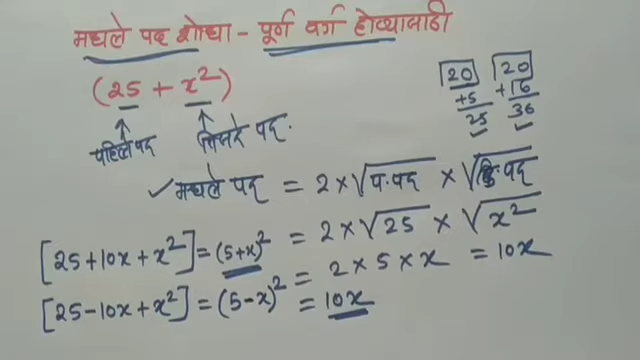 मधले पद शोधा - पूर्ण वर्ग होण्यासाठी
(25 + x²)
20
+5
25
20
+16
36
पहिले पद
तिसरे पद.
✓ मधले पद = 2 × √प.पद × √ति.पद
= 2 × √25 × √x²
= 2 × 5 × x = 10x
= 10x
[25+10x+x²] = (5+x)²
[25-10x+x²] = (5-x)²